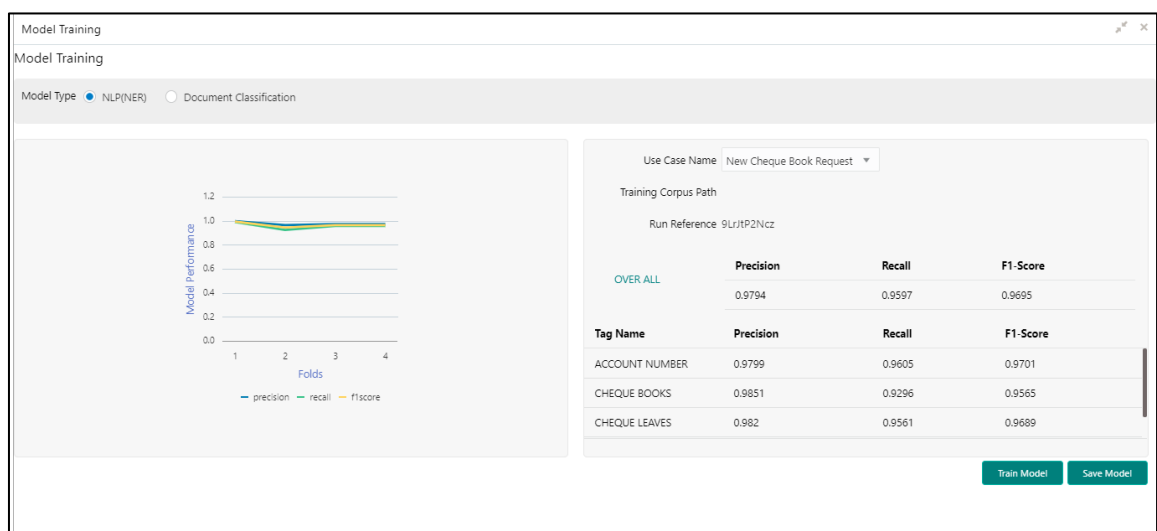 Model Training
Model Training
Model Type NLP(NER) Document Classification
1.2
1.0
0.8
0.6
0.4
0.2
0.0
Model Performance
1 2 3 4
Folds
precision recall f1score
Use Case Name New Cheque Book Request
Training Corpus Path
Run Reference 9LrJtP2Ncz
OVER ALL
Precision Recall F1-Score
0.9794 0.9597 0.9695
Tag Name Precision Recall F1-Score
ACCOUNT NUMBER 0.9799 0.9605 0.9701
CHEQUE BOOKS 0.9851 0.9296 0.9565
CHEQUE LEAVES 0.982 0.9561 0.9689
Train Model Save Model